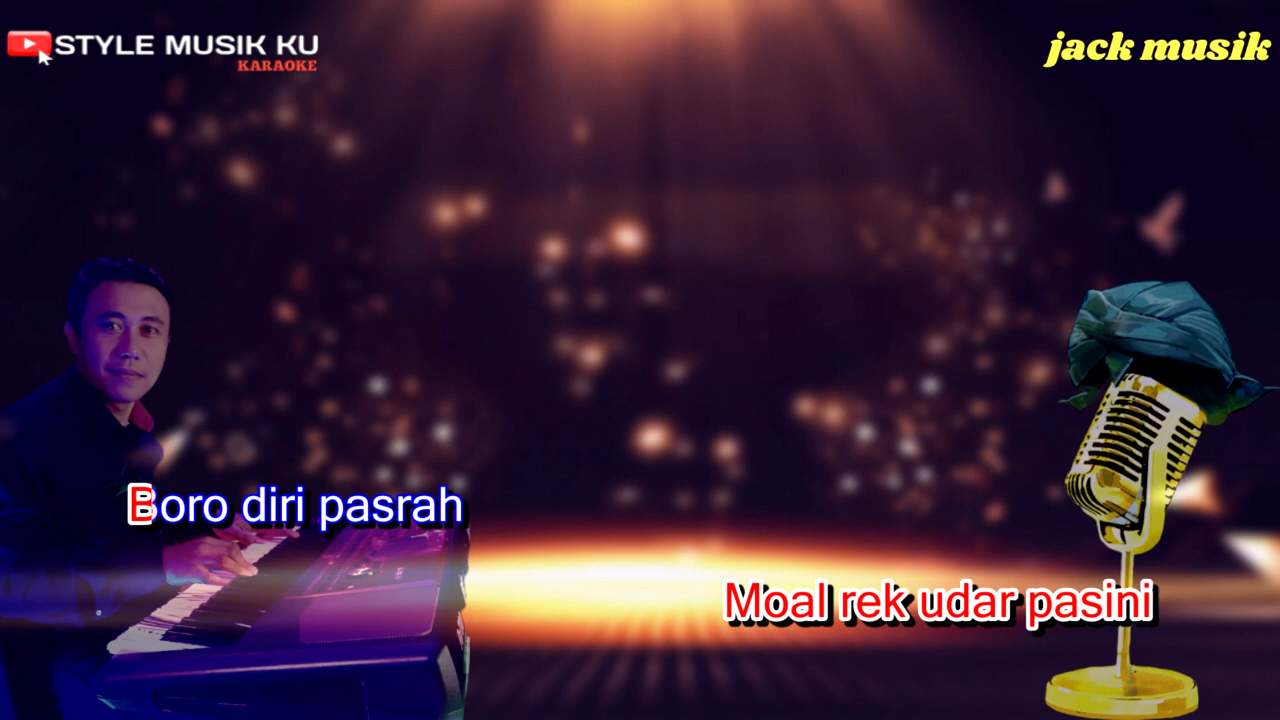 STYLE MUSIK KU
KARAOKE
jack musik
Boro diri pasrah
Moal rek udar pasini